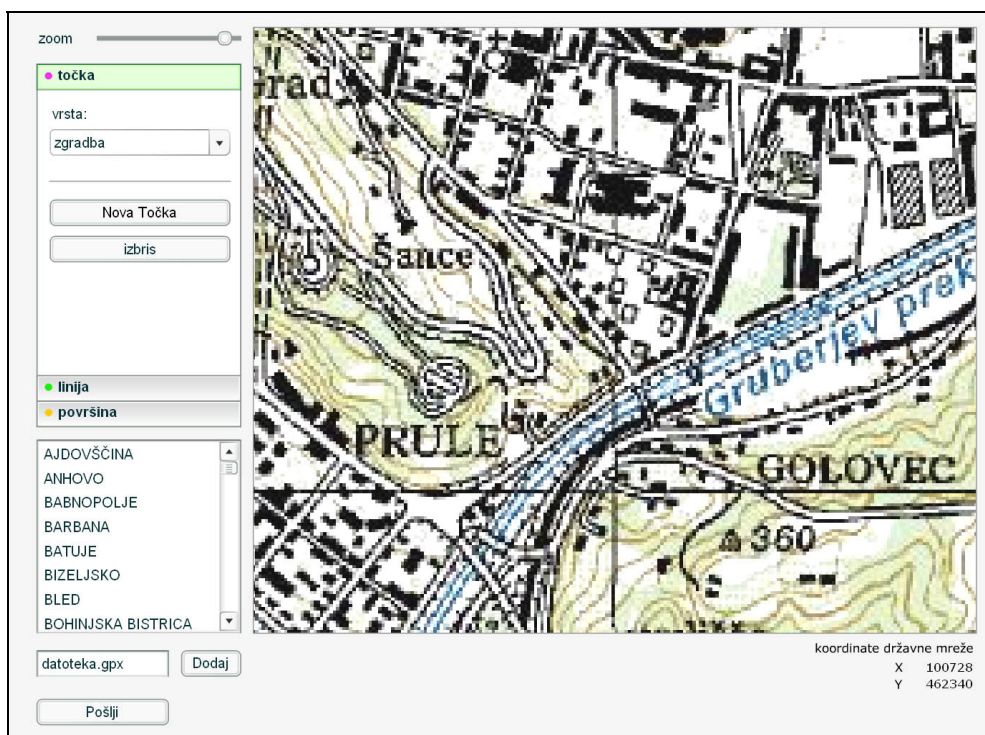 zoom
točka
vrsta:
zgradba
Nova Točka
izbris
linija
površina
AJDOVŠČINA
ANHOVO
BABNOPOLJE
BARBANA
BATUJE
BIZELJSKO
BLED
BOHINJSKA BISTRICA
datoteka.gpx
Dodaj
Pošlji
Grad
Šance
PRULE
Gruberjev prek
GOLOVEC
360
koordinate državne mreže
X 100728
Y 462340